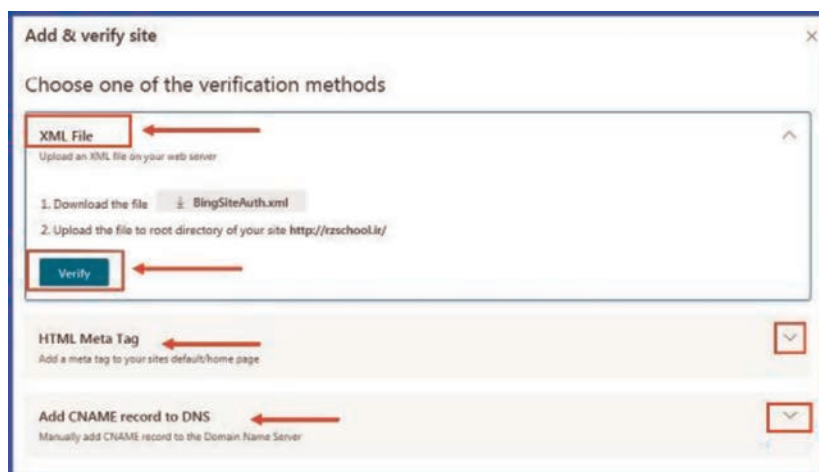 Add & verify site
Choose one of the verification methods
XML File
Upload an XML file on your web server
1. Download the file BingSiteAuth.xml
2. Upload the file to root directory of your site http://rzschool.ir/
Verify
HTML Meta Tag
Add a meta tag to your sites default/home page
Add CNAME record to DNS
Manually add CNAME record to the Domain Name Server